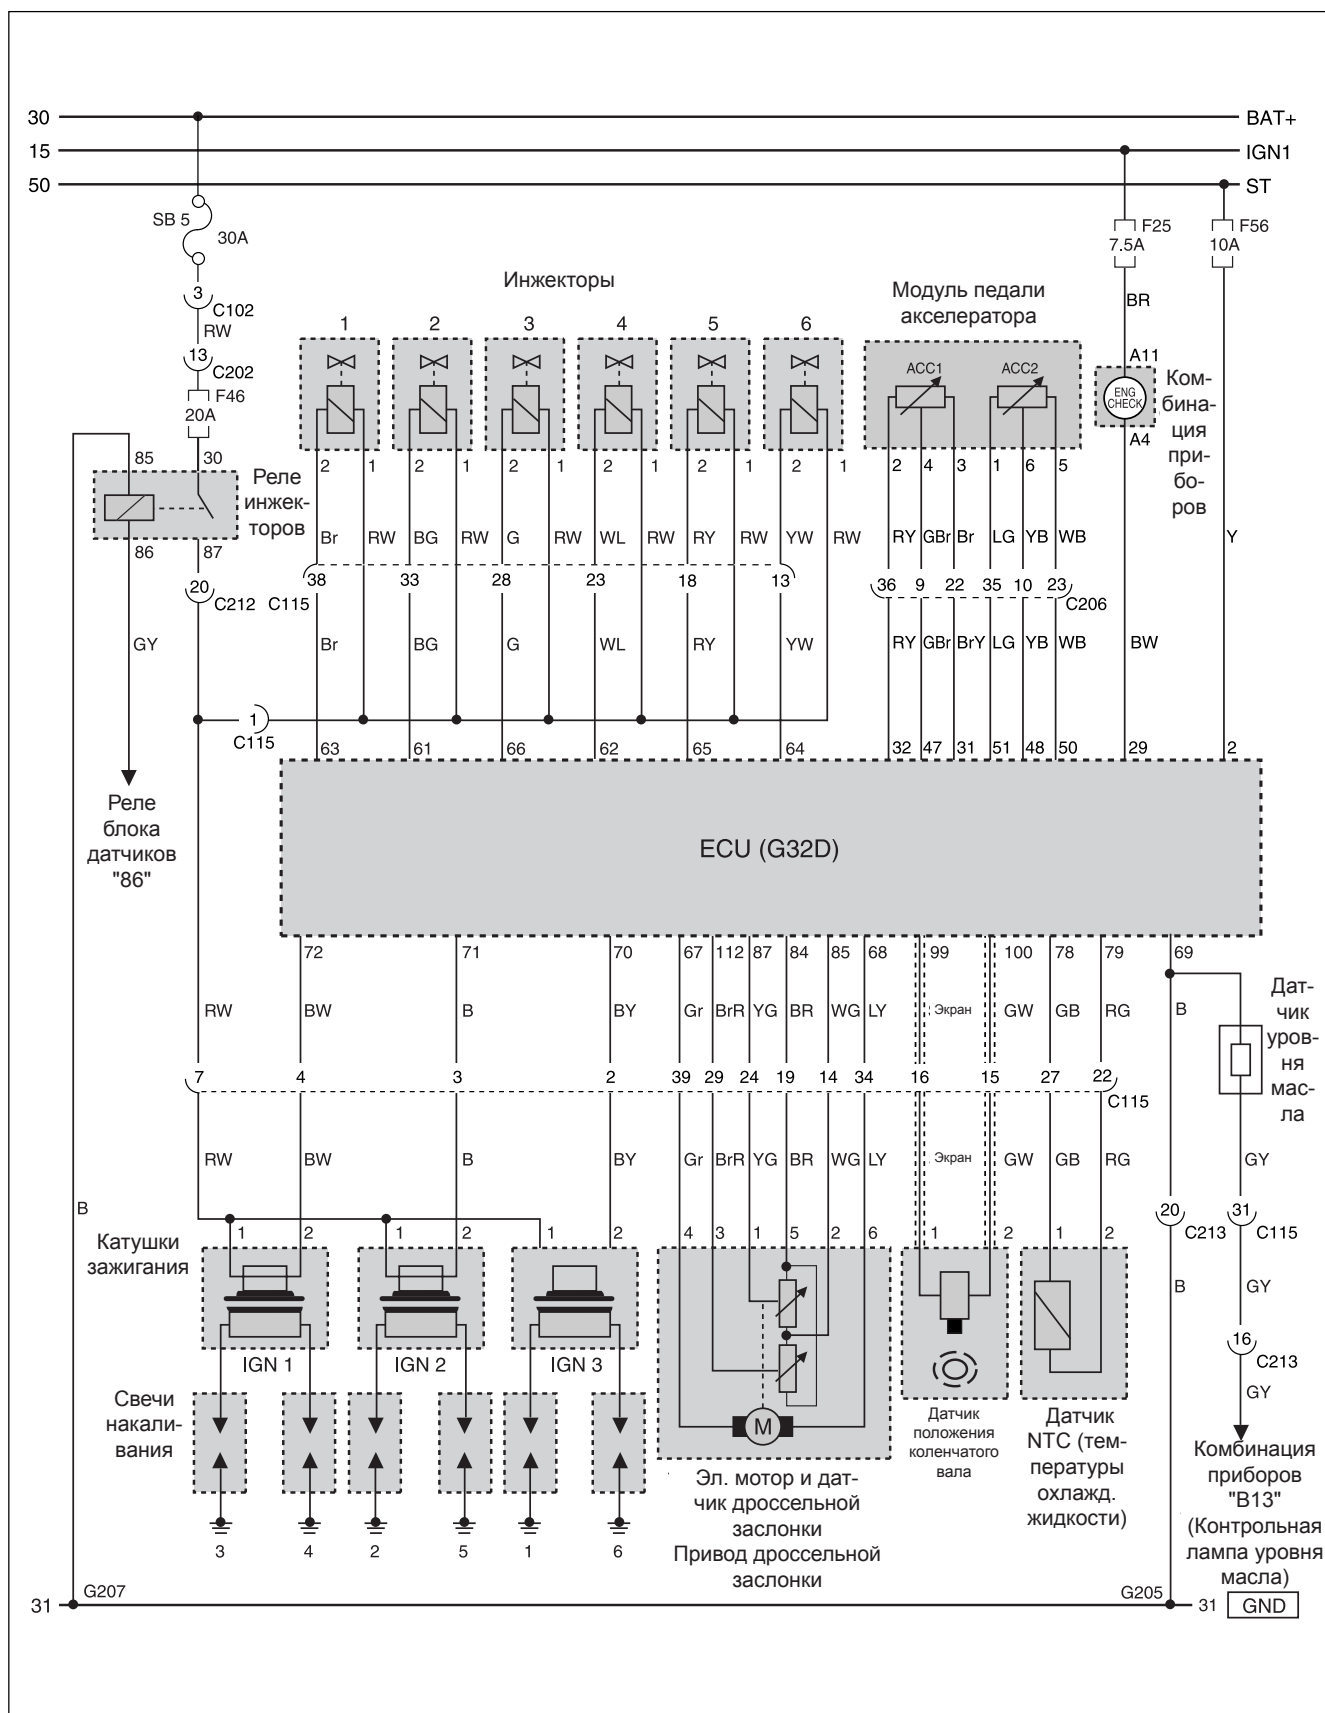 30 BAT+
15 IGN1
50 ST
SB 5
30A
F25
7.5A
F56
10A
3
C102
RW
13
C202
F46
20A
Инжекторы
1 2 3 4 5 6
Модуль педали
акселератора
ACC1 ACC2
BR
A11
ENG
CHECK
A4
Ком-
бина-
ция
при-
бо-
ров
85 30
Реле
инжек-
торов
86 87
2 1 2 1 2 1 2 1 2 1 2 1
2 4 3 1 6 5
Br RW BG RW G RW WL RW RY RW YW RW
RY GBr Br LG YB WB
Y
20
C212
C115
38 33 28 23 18 13
36 9 22 35 10 23
C206
GY
Br BG G WL RY YW
RY GBr BrY LG YB WB
BW
1
C115
63 61 66 62 65 64 32 47 31 51 48 50 29 2
Реле
блока
датчиков
"86"
ECU (G32D)
72 71 70 67 112 87 84 85 68 99 100 78 79 69
RW BW B BY Gr BrR YG BR WG LY Экран GW GB RG B
Дат-
чик
уров-
ня
мас-
ла
7 4 3 2 39 29 24 19 14 34 16 15 27 22
C115
RW BW B BY Gr BrR YG BR WG LY Экран GW GB RG GY
B
20
C213
31
C115
Катушки
зажигания
1 2 1 2 1 2 4 3 1 5 2 6 1 2 1 2
B GY
16
C213
GY
IGN 1 IGN 2 IGN 3
M
Свечи
накали-
вания
Эл. мотор и дат-
чик дроссельной
заслонки
Привод дроссельной
заслонки
Датчик
положения
коленчатого
вала
Датчик
NTC (тем-
пературы
охлажд.
жидкости)
Комбинация
приборов
"B13"
(Контрольная
лампа уровня
масла)
3 4 2 5 1 6
31 G207 G205 31 GND